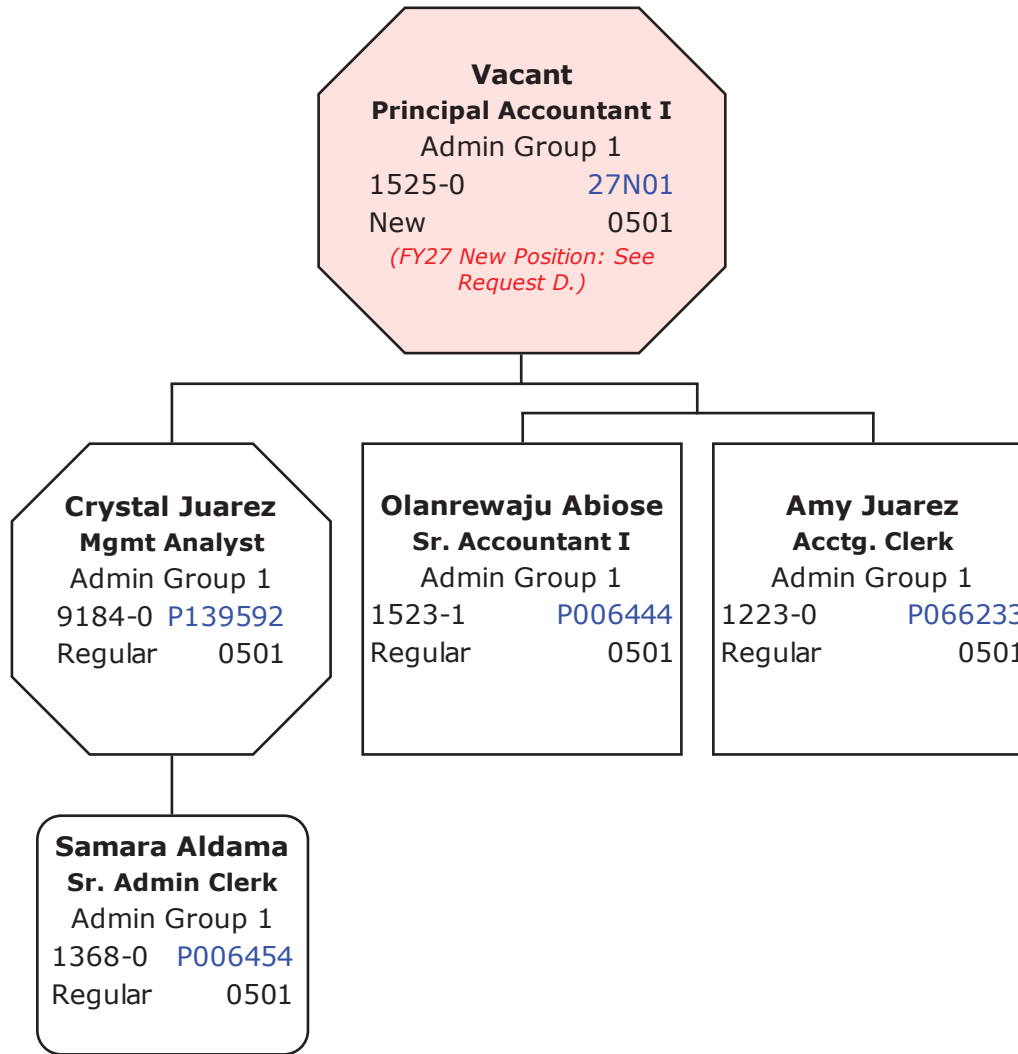 Vacant
Principal Accountant I
Admin Group 1
1525-0 27N01
New 0501
(FY27 New Position: See
Request D.)
Crystal Juarez
Mgmt Analyst
Admin Group 1
9184-0 P139592
Regular 0501
Olanrewaju Abiose
Sr. Accountant I
Admin Group 1
1523-1 P006444
Regular 0501
Amy Juarez
Acctg. Clerk
Admin Group 1
1223-0 P066233
Regular 0501
Samara Aldama
Sr. Admin Clerk
Admin Group 1
1368-0 P006454
Regular 0501